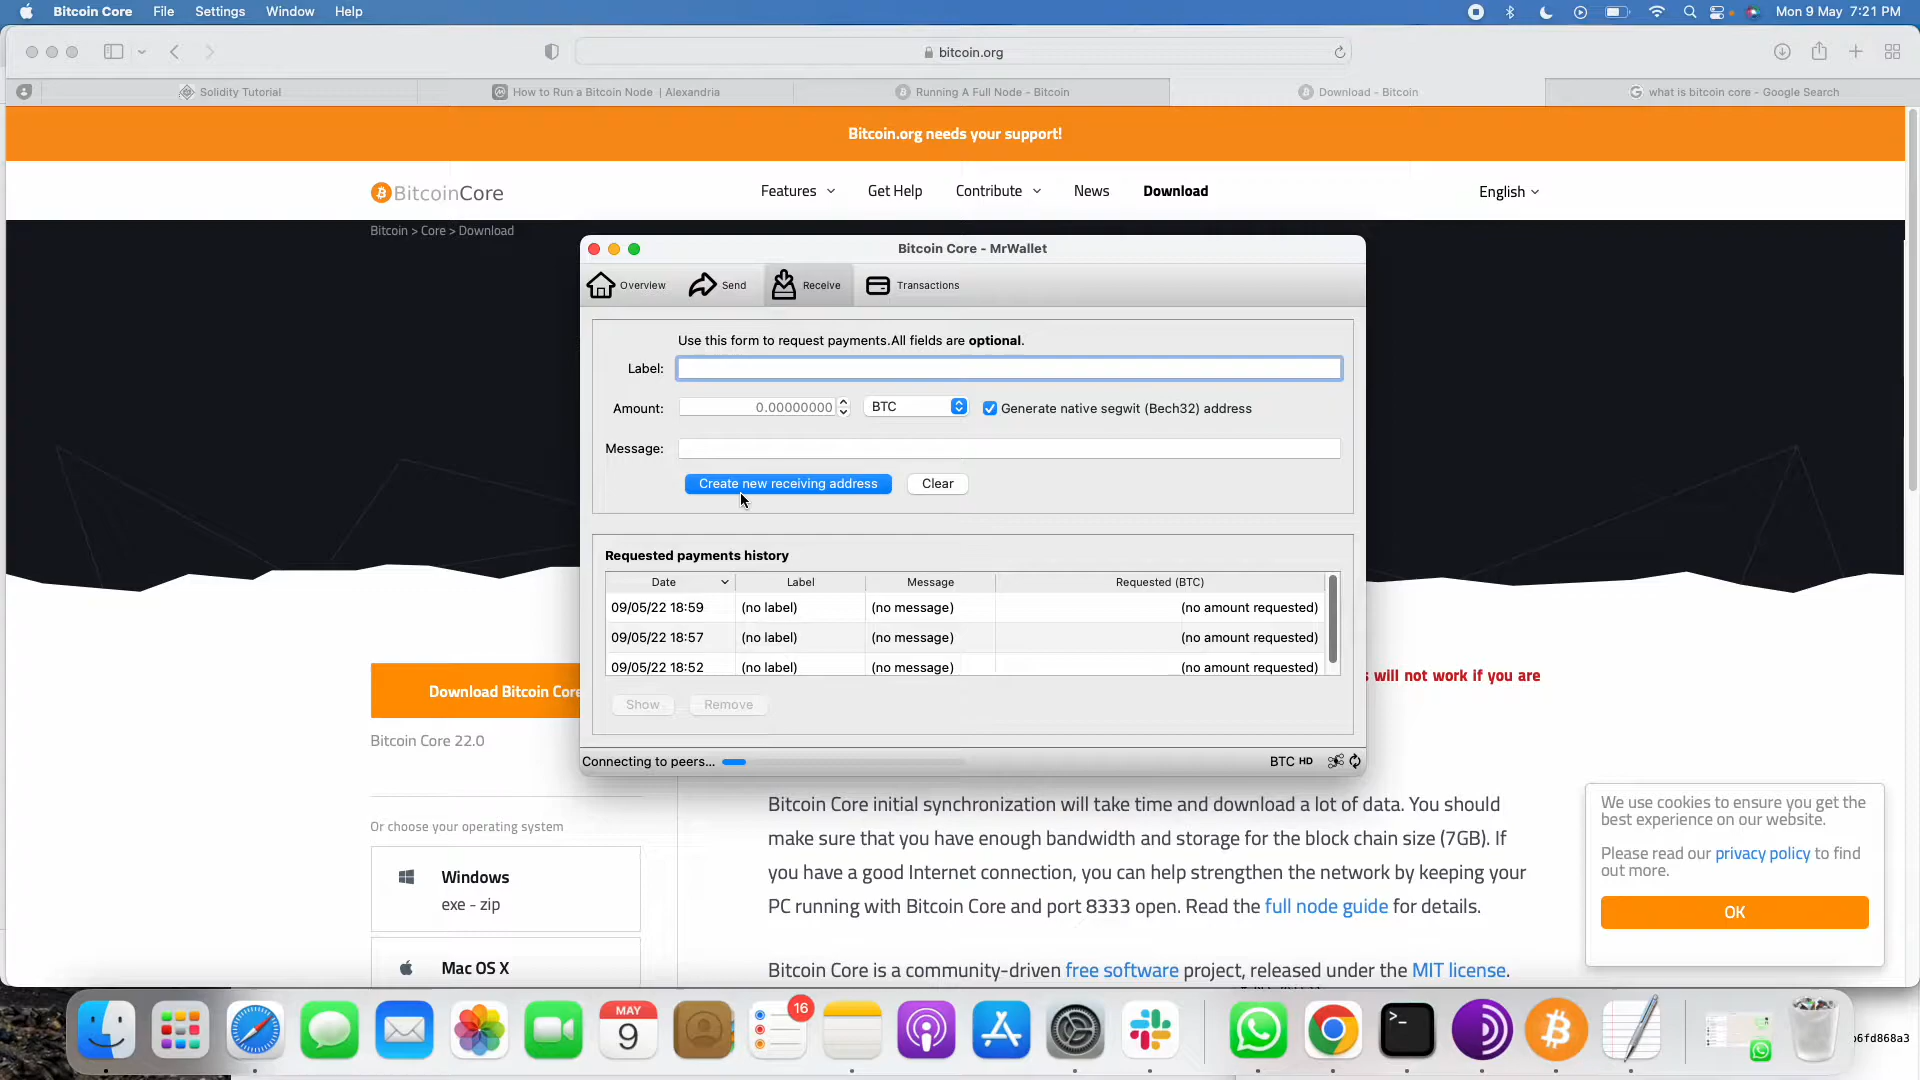 Bitcoin Core File Settings Window Help Mon 9 May 7:21 PM
bitcoin.org
Solidity Tutorial How to Run a Bitcoin Node | Alexandria Running A Full Node - Bitcoin Download - Bitcoin what is bitcoin core - Google Search
Bitcoin.org needs your support!
BitcoinCore Features Get Help Contribute News Download English
Bitcoin > Core > Download
Bitcoin Core - MrWallet
Overview Send Receive Transactions
Use this form to request payments.All fields are optional.
Label:
Amount: 0.00000000 BTC Generate native segwit (Bech32) address
Message:
Create new receiving address Clear
Requested payments history
Date Label Message Requested (BTC)
09/05/22 18:59 (no label) (no message) (no amount requested)
09/05/22 18:57 (no label) (no message) (no amount requested)
09/05/22 18:52 (no label) (no message) (no amount requested)
Show Remove
Connecting to peers... BTC HD
Download Bitcoin Core
will not work if you are
Bitcoin Core 22.0
Or choose your operating system
Windows
exe - zip
Mac OS X
Bitcoin Core initial synchronization will take time and download a lot of data. You should
make sure that you have enough bandwidth and storage for the block chain size (7GB). If
you have a good Internet connection, you can help strengthen the network by keeping your
PC running with Bitcoin Core and port 8333 open. Read the full node guide for details.
Bitcoin Core is a community-driven free software project, released under the MIT license.
We use cookies to ensure you get the
best experience on our website.
Please read our privacy policy to find
out more.
OK
MAY
9
16
b6fd868a3